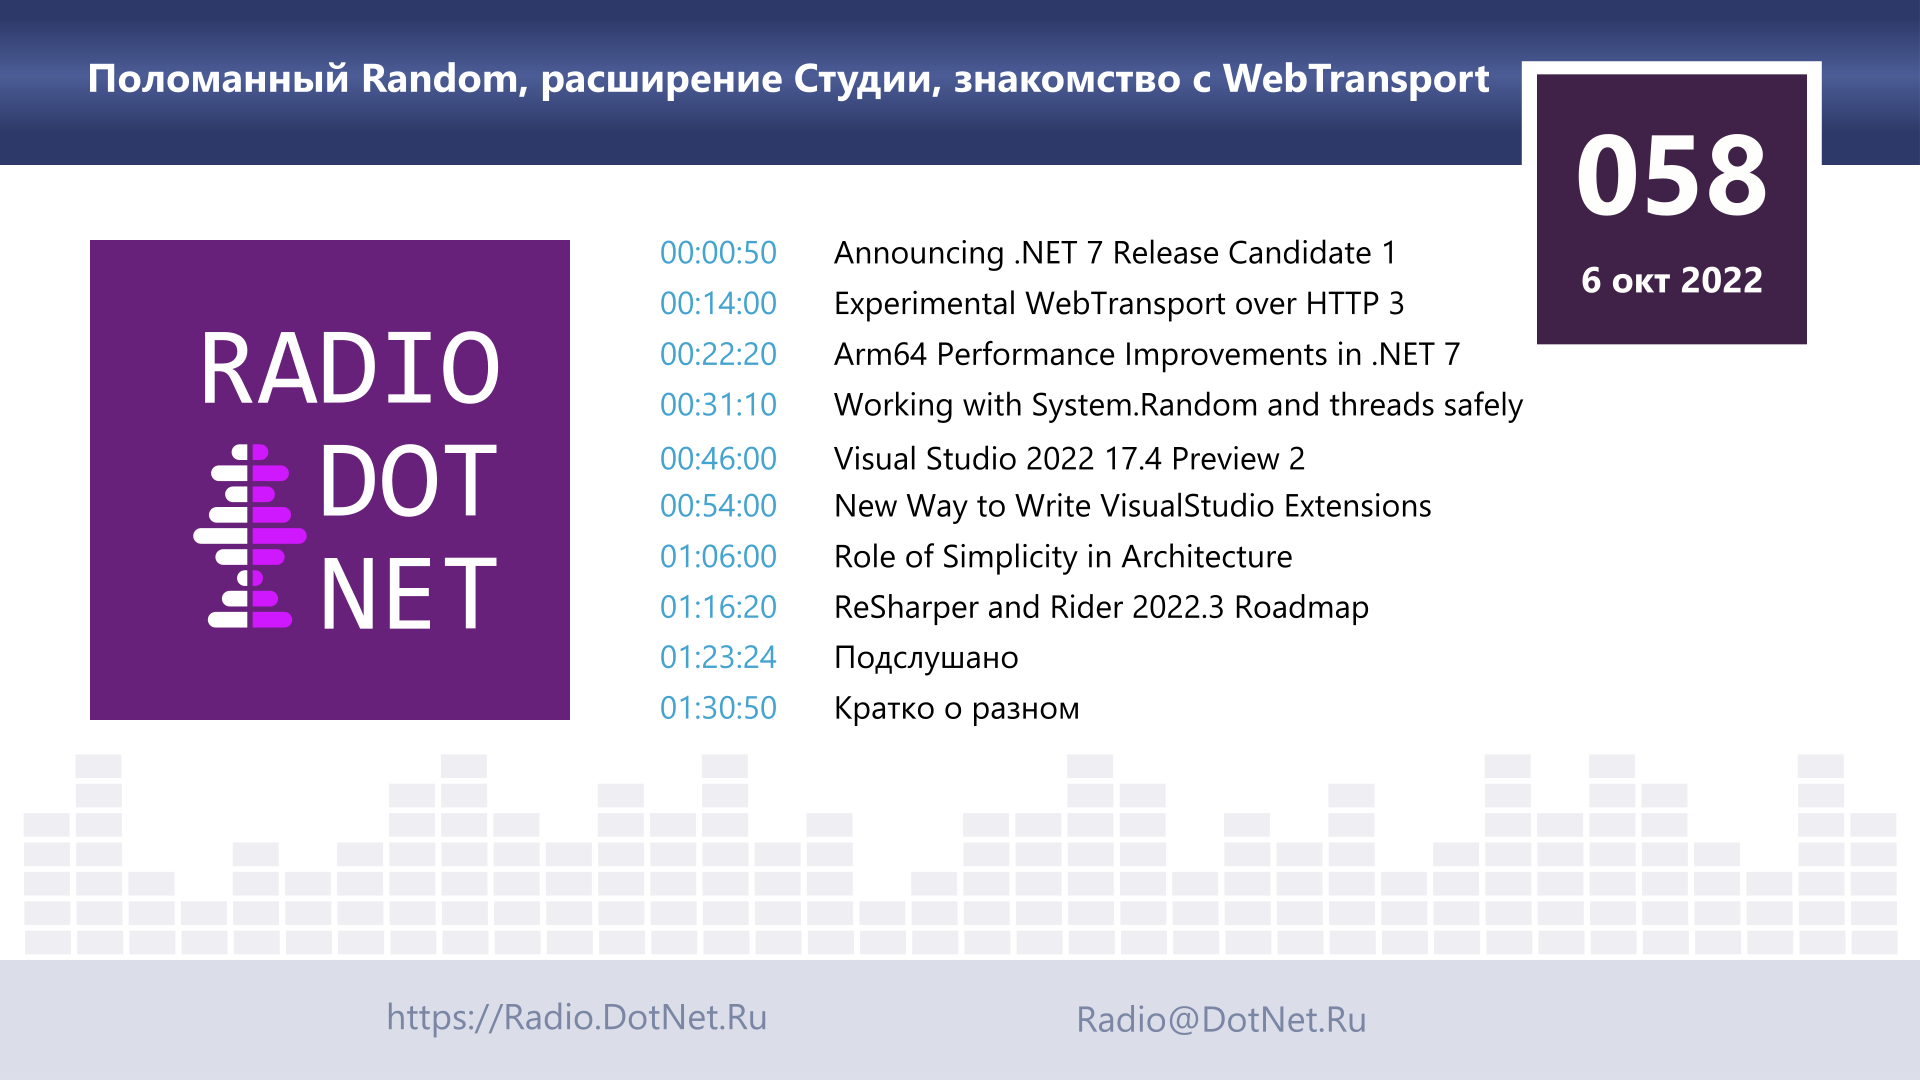 Поломанный Random, расширение Студии, знакомство с WebTransport
058
6 окт 2022
RADIO
DOT
NET
00:00:50 Announcing .NET 7 Release Candidate 1
00:14:00 Experimental WebTransport over HTTP 3
00:22:20 Arm64 Performance Improvements in .NET 7
00:31:10 Working with System.Random and threads safely
00:46:00 Visual Studio 2022 17.4 Preview 2
00:54:00 New Way to Write VisualStudio Extensions
01:06:00 Role of Simplicity in Architecture
01:16:20 ReSharper and Rider 2022.3 Roadmap
01:23:24 Подслушано
01:30:50 Кратко о разном
https://Radio.DotNet.Ru
Radio@DotNet.Ru